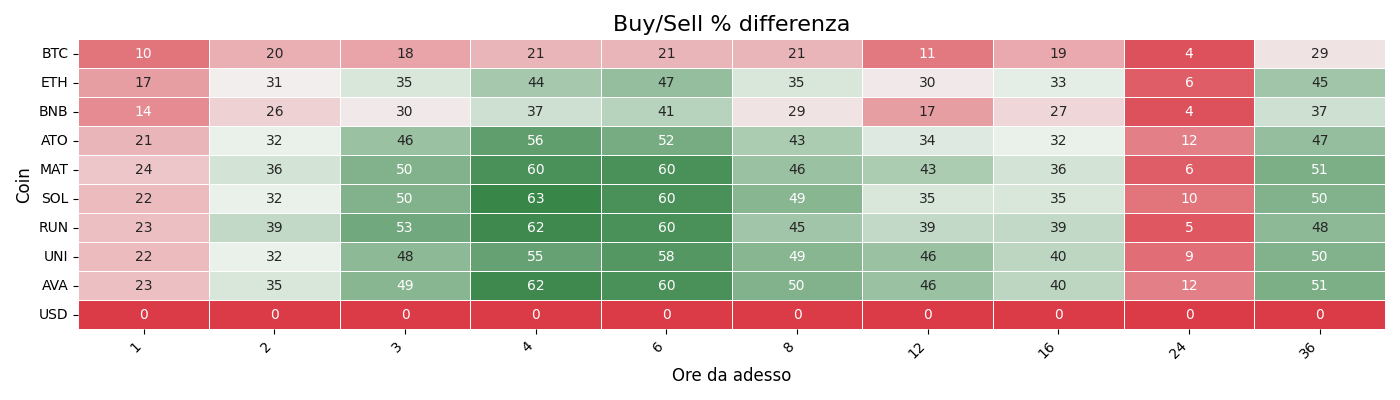 Buy/Sell % differenza
Coin
BTC 10 20 18 21 21 21 11 19 4 29
ETH 17 31 35 44 47 35 30 33 6 45
BNB 14 26 30 37 41 29 17 27 4 37
ATO 21 32 46 56 52 43 34 32 12 47
MAT 24 36 50 60 60 46 43 36 6 51
SOL 22 32 50 63 60 49 35 35 10 50
RUN 23 39 53 62 60 45 39 39 5 48
UNI 22 32 48 55 58 49 46 40 9 50
AVA 23 35 49 62 60 50 46 40 12 51
USD 0 0 0 0 0 0 0 0 0 0
1 2 3 4 6 8 12 16 24 36
Ore da adesso